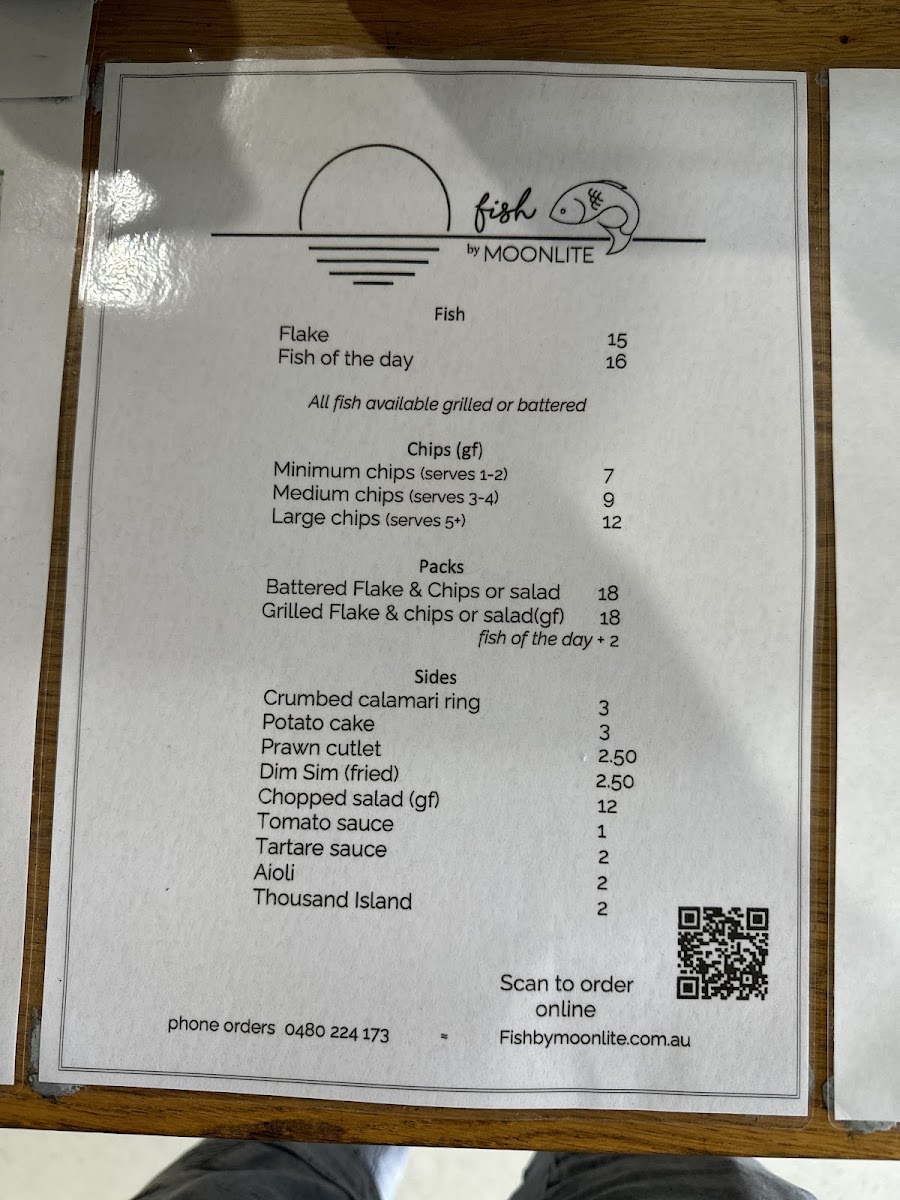 fish
by MOONLITE
Fish
Flake 15
Fish of the day 16
All fish available grilled or battered
Chips (gf)
Minimum chips (serves 1-2) 7
Medium chips (serves 3-4) 9
Large chips (serves 5+) 12
Packs
Battered Flake & Chips or salad 18
Grilled Flake & chips or salad(gf) 18
fish of the day + 2
Sides
Crumbed calamari ring 3
Potato cake 3
Prawn cutlet 2.50
Dim Sim (fried) 2.50
Chopped salad (gf) 12
Tomato sauce 1
Tartare sauce 2
Aioli 2
Thousand Island 2
Scan to order
online
phone orders 0480 224 173 = Fishbymoonlite.com.au